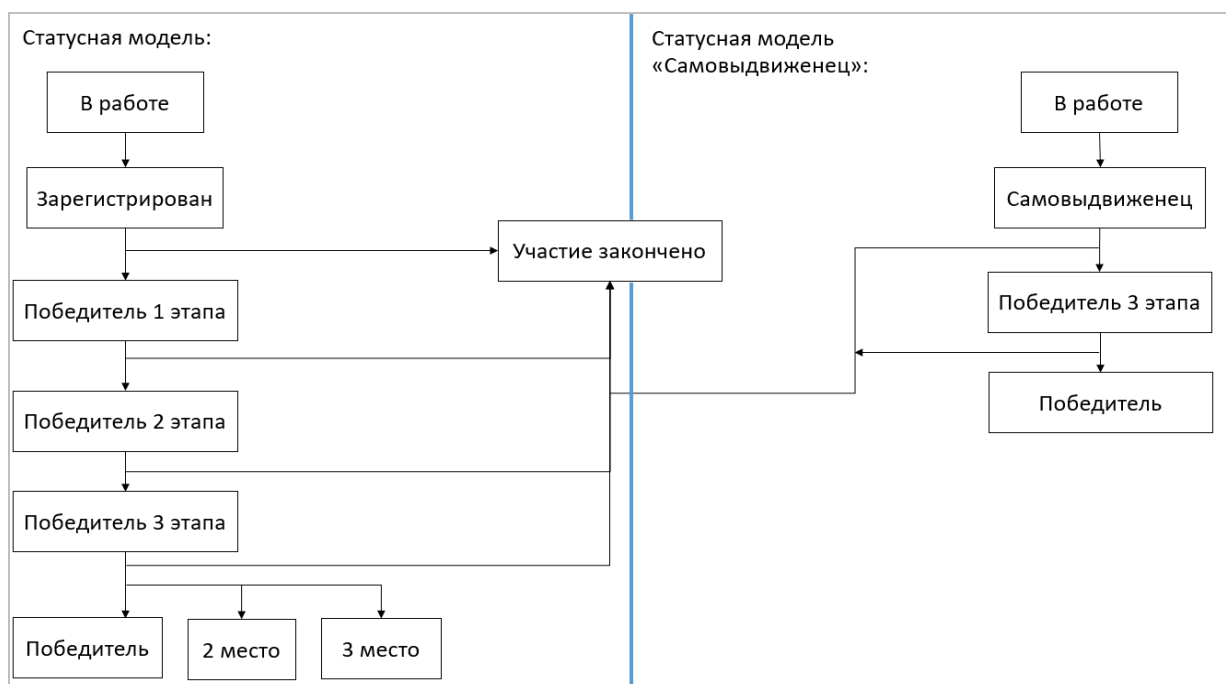 Статусная модель:
В работе
Зарегистрирован
Победитель 1 этапа
Победитель 2 этапа
Победитель 3 этапа
Победитель
2 место
3 место
Участие закончено
Статусная модель
«Самовыдвиженец»:
В работе
Самовыдвиженец
Победитель 3 этапа
Победитель